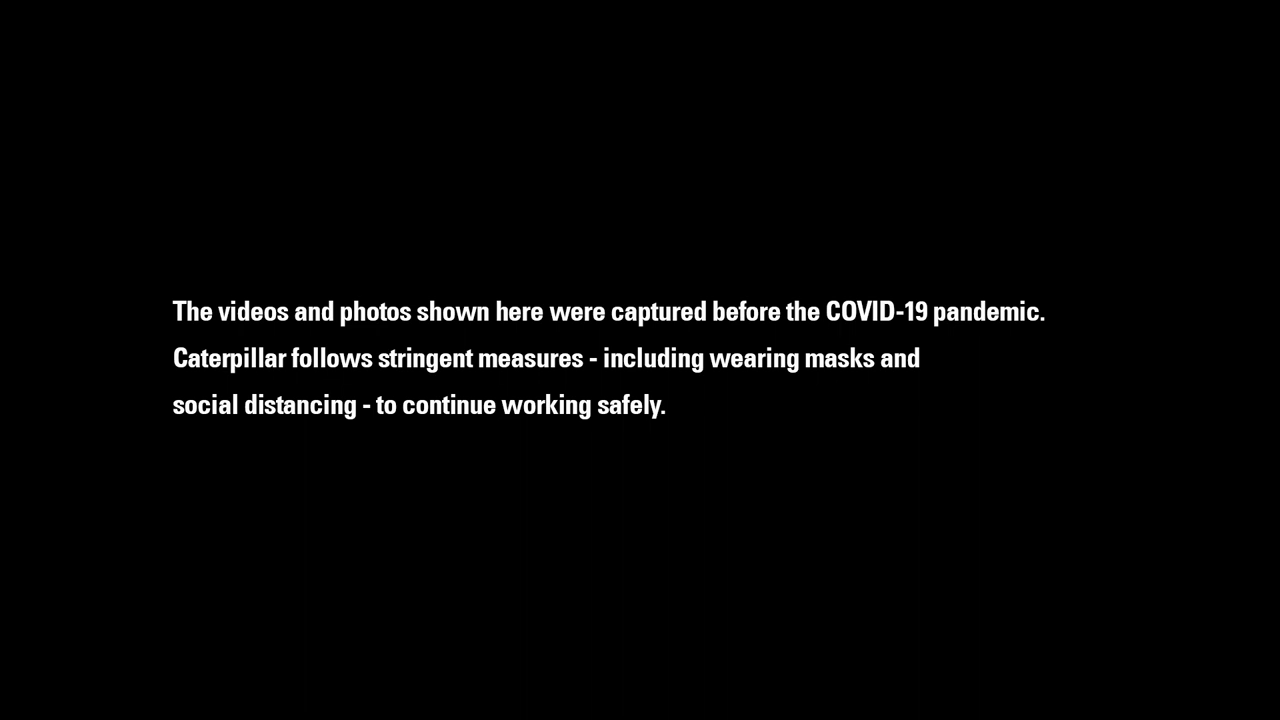 The videos and photos shown here were captured before the COVID-19 pandemic.
Caterpillar follows stringent measures - including wearing masks and
social distancing - to continue working safely.